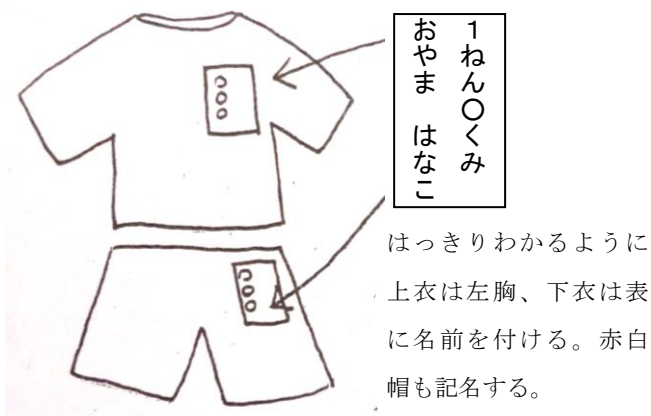 １ねん〇くみ
おやま　はなこ
はっきりわかるように
上衣は左胸、下衣は表
に名前を付ける。赤白
帽も記名する。